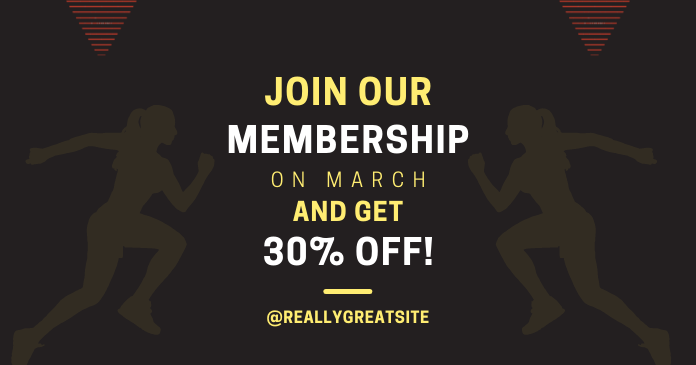 JOIN OUR
MEMBERSHIP
ON MARCH
AND GET
30% OFF!
@REALLYGREATSITE